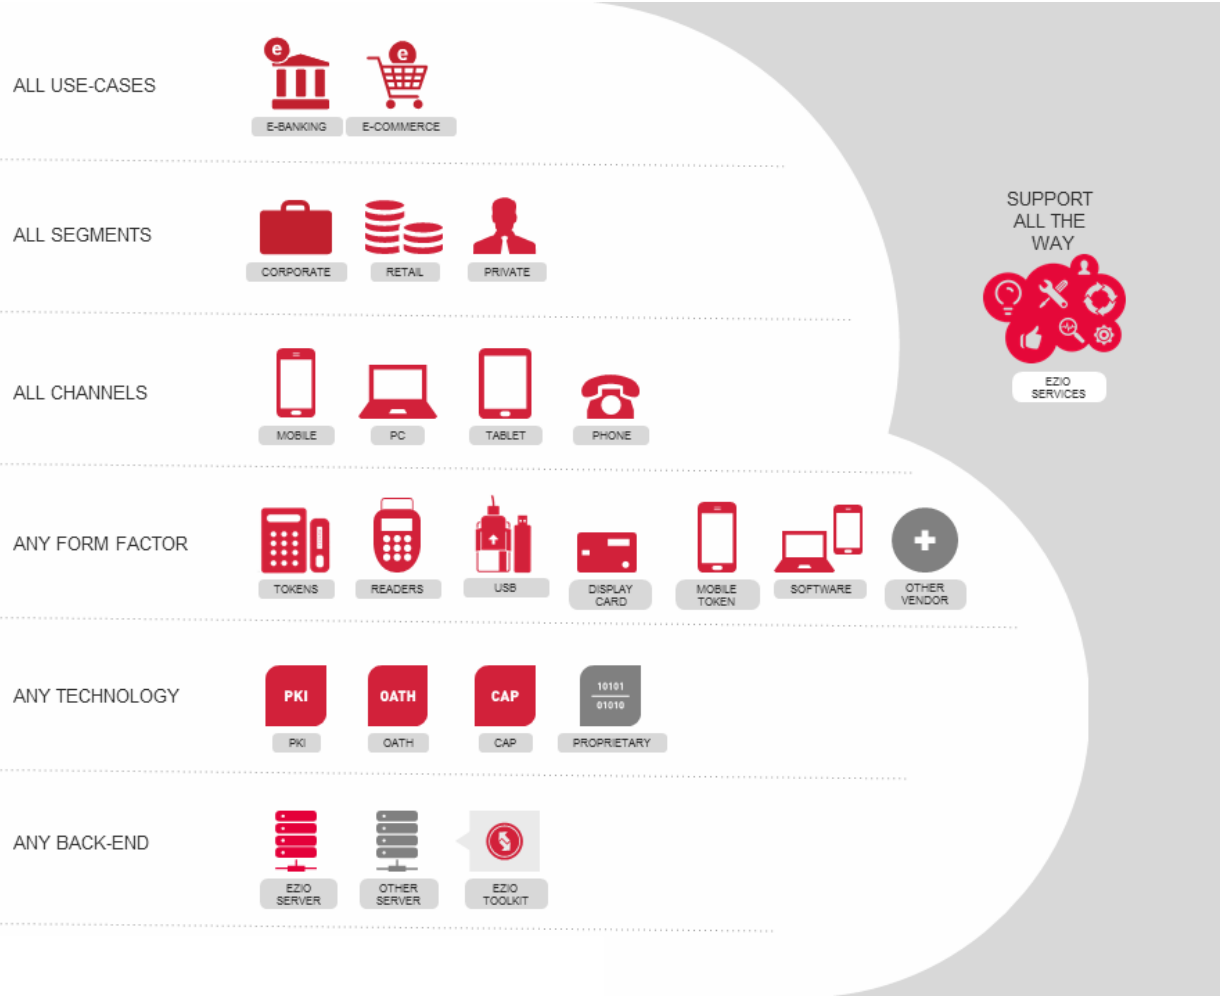 ALL USE-CASES
e
e
E-BANKING
E-COMMERCE
ALL SEGMENTS
CORPORATE
RETAIL
PRIVATE
SUPPORT
ALL THE
WAY
EZIO
SERVICES
ALL CHANNELS
MOBILE
PC
TABLET
PHONE
ANY FORM FACTOR
TOKENS
READERS
USB
DISPLAY
CARD
MOBILE
TOKEN
SOFTWARE
OTHER
VENDOR
ANY TECHNOLOGY
PKI
OATH
CAP
10101
01010
PKI
OATH
CAP
PROPRIETARY
ANY BACK-END
EZIO
SERVER
OTHER
SERVER
EZIO
TOOLKIT